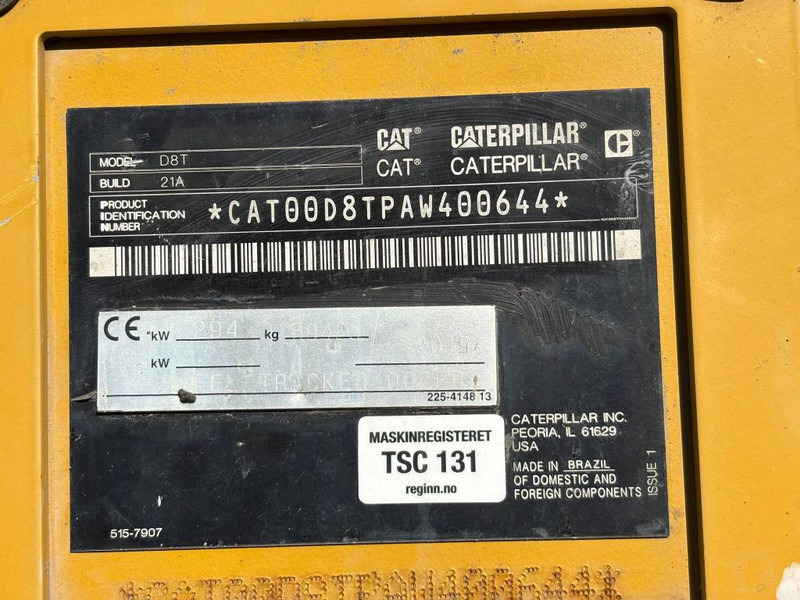 CAT® CATERPILLAR®
CAT® CATERPILLAR®
MODEL D8T
BUILD 21A
PRODUCT
IDENTIFICATION
NUMBER
*CAT00D8TPAW400644*
CE *kW 294 kg
kW
225-4148 13
MASKINREGISTERET
TSC 131
reginn.no
CATERPILLAR INC.
PEORIA, IL 61629
USA
MADE IN BRAZIL
OF DOMESTIC AND
FOREIGN COMPONENTS
ISSUE 1
515-7907
*CAT00D8TPAW400644*